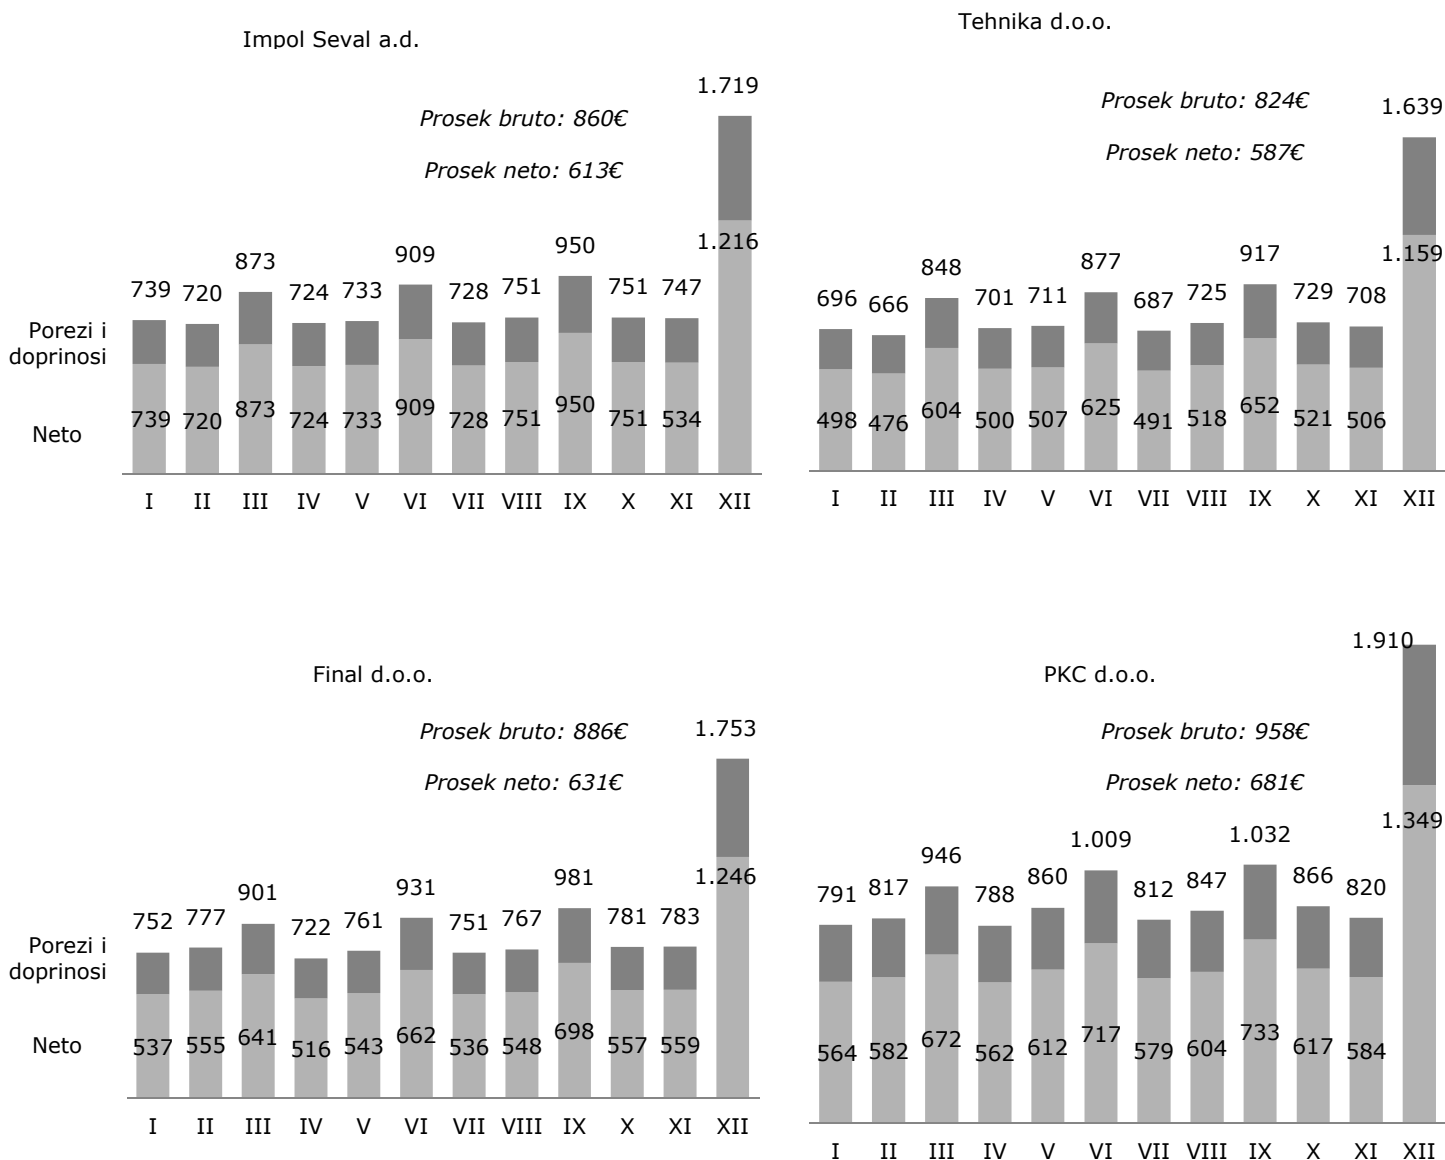 Impol Seval a.d.
Prosek bruto: 860€
Prosek neto: 613€
739 720 873 724 733 909 728 751 950 751 747 1.719
Porezi i
doprinosi
Neto
739 720 873 724 733 909 728 751 950 751 534 1.216
I II III IV V VI VII VIII IX X XI XII
Tehnika d.o.o.
Prosek bruto: 824€
Prosek neto: 587€
696 666 848 701 711 877 687 725 917 729 708 1.639
498 476 604 500 507 625 491 518 652 521 506 1.159
I II III IV V VI VII VIII IX X XI XII
Final d.o.o.
Prosek bruto: 886€
Prosek neto: 631€
752 777 901 722 761 931 751 767 981 781 783 1.753
Porezi i
doprinosi
Neto
537 555 641 516 543 662 536 548 698 557 559 1.246
I II III IV V VI VII VIII IX X XI XII
PKC d.o.o.
Prosek bruto: 958€
Prosek neto: 681€
791 817 946 788 860 1.009 812 847 1.032 866 820 1.910
564 582 672 562 612 717 579 604 733 617 584 1.349
I II III IV V VI VII VIII IX X XI XII